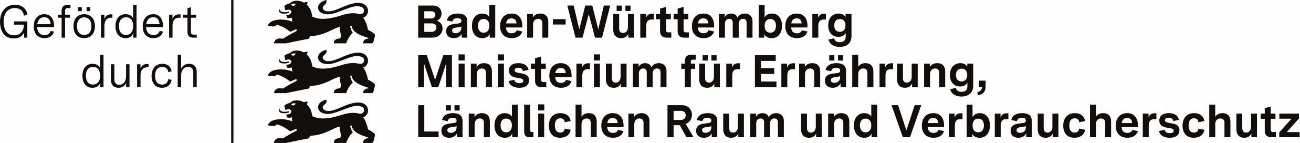 Gefördert
durch
Baden-Württemberg
Ministerium für Ernährung,
Ländlichen Raum und Verbraucherschutz